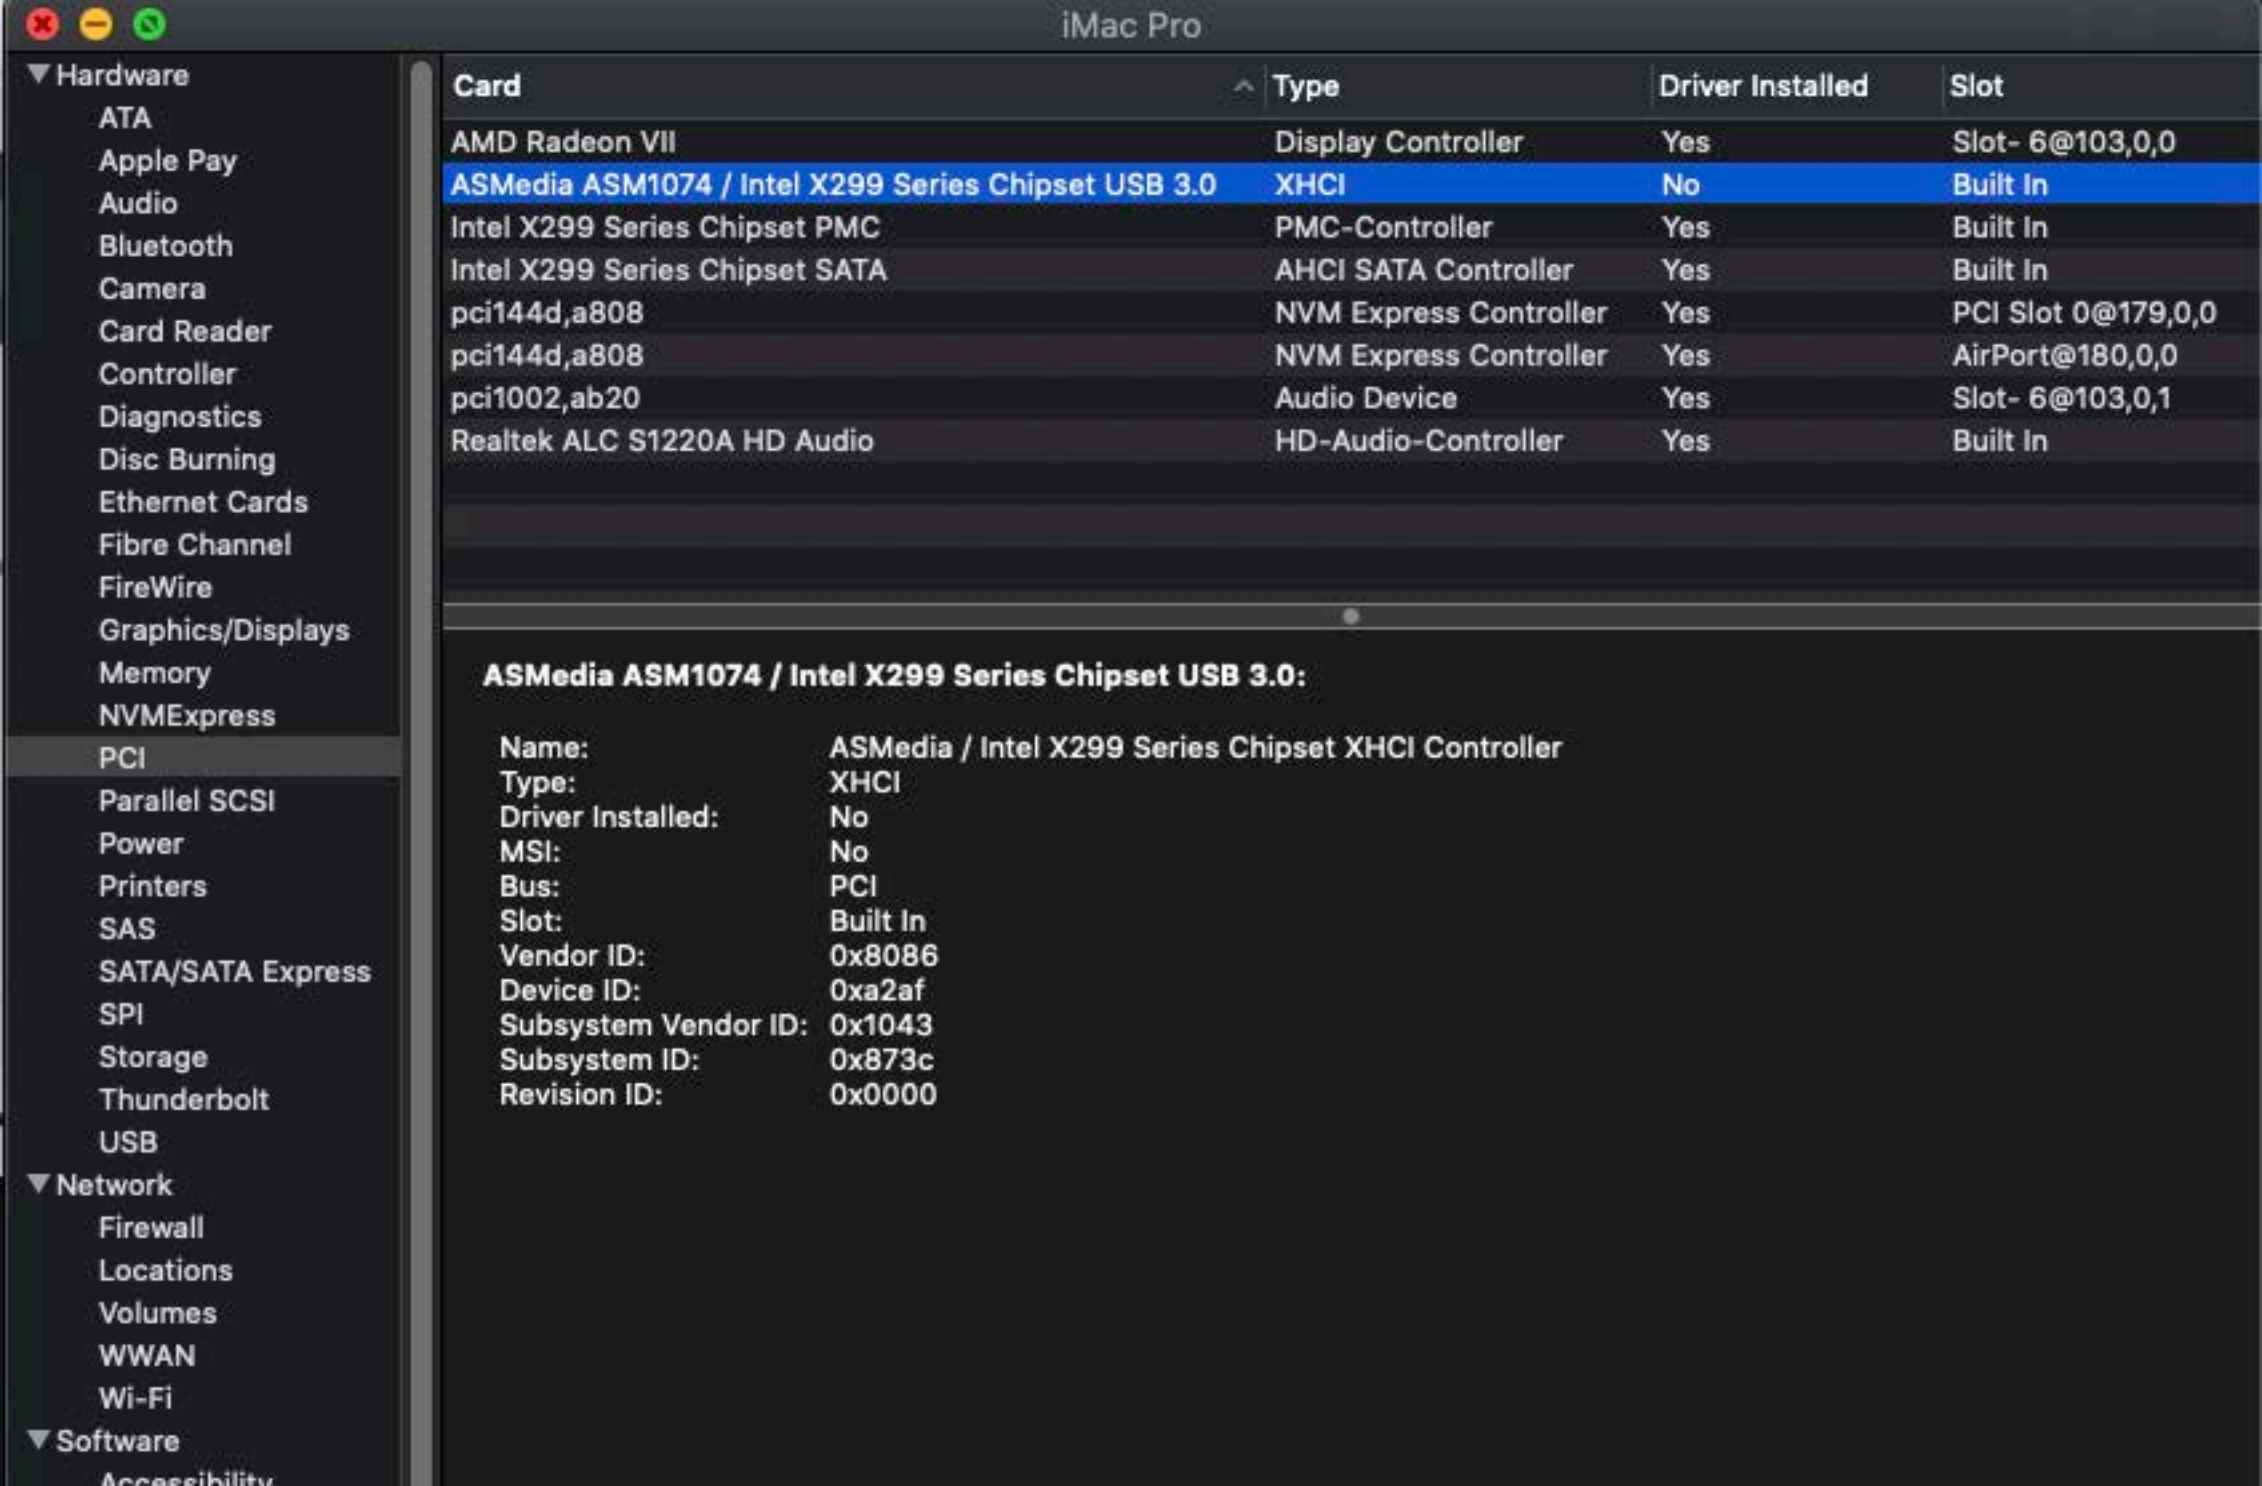 iMac Pro
Hardware
ATA
Apple Pay
Audio
Bluetooth
Camera
Card Reader
Controller
Diagnostics
Disc Burning
Ethernet Cards
Fibre Channel
FireWire
Graphics/Displays
Memory
NVMExpress
PCI
Parallel SCSI
Power
Printers
SAS
SATA/SATA Express
SPI
Storage
Thunderbolt
USB
Network
Firewall
Locations
Volumes
WWAN
Wi-Fi
Software
Accessibility
Card Type Driver Installed Slot
AMD Radeon VII Display Controller Yes Slot- 6@103,0,0
ASMedia ASM1074 / Intel X299 Series Chipset USB 3.0 XHCI No Built In
Intel X299 Series Chipset PMC PMC-Controller Yes Built In
Intel X299 Series Chipset SATA AHCI SATA Controller Yes Built In
pci144d,a808 NVM Express Controller Yes PCI Slot 0@179,0,0
pci144d,a808 NVM Express Controller Yes AirPort@180,0,0
pci1002,ab20 Audio Device Yes Slot- 6@103,0,1
Realtek ALC S1220A HD Audio HD-Audio-Controller Yes Built In
ASMedia ASM1074 / Intel X299 Series Chipset USB 3.0:
Name: ASMedia / Intel X299 Series Chipset XHCI Controller
Type: XHCI
Driver Installed: No
MSI: No
Bus: PCI
Slot: Built In
Vendor ID: 0x8086
Device ID: 0xa2af
Subsystem Vendor ID: 0x1043
Subsystem ID: 0x873c
Revision ID: 0x0000